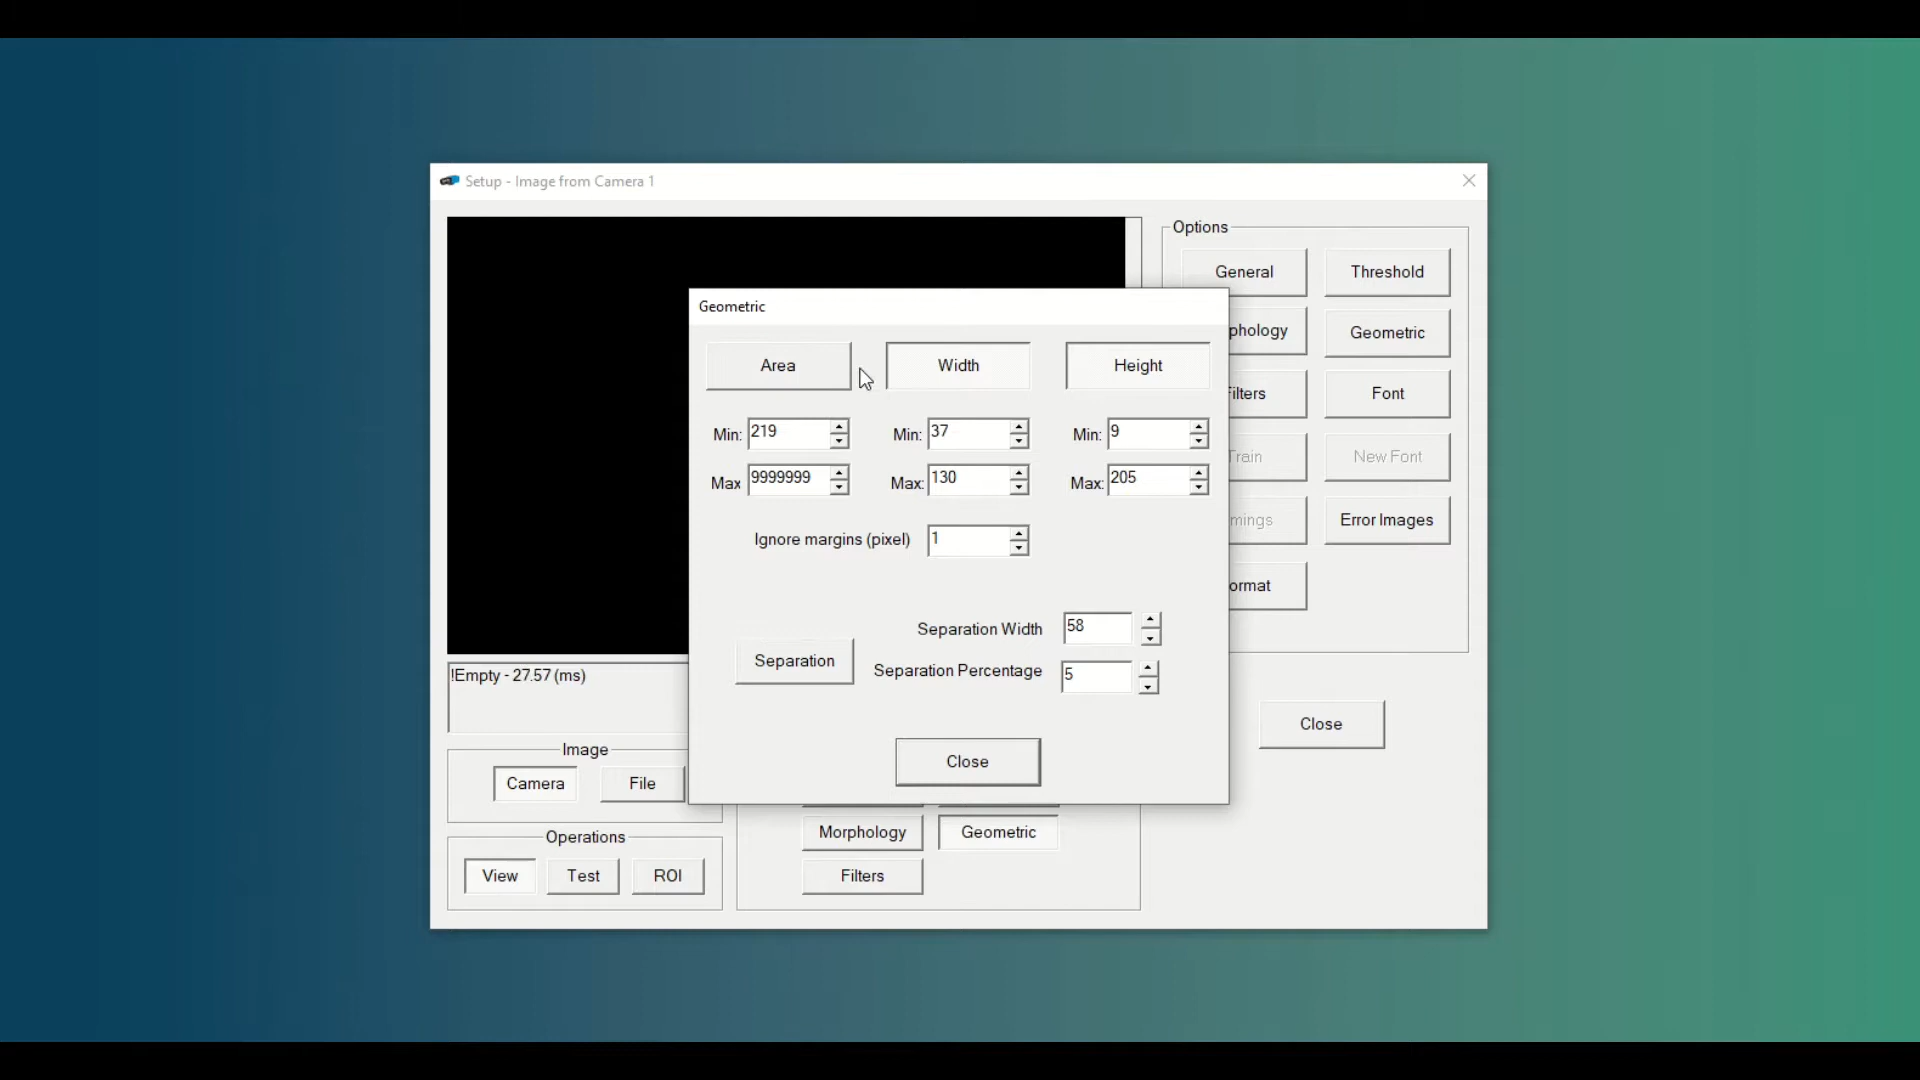 Setup - Image from Camera 1
Options
General
Threshold
Geometric
phology
Geometric
Area
Width
Height
ilters
Font
Min: 219
Min: 37
Min: 9
Train
New Font
Max 9999999
Max: 130
Max: 205
mings
Error Images
Ignore margins (pixel) 1
ormat
Separation Width 58
Separation
Separation Percentage 5
!Empty - 27.57 (ms)
Close
Image
Camera
File
Close
Operations
Morphology
Geometric
View
Test
ROI
Filters